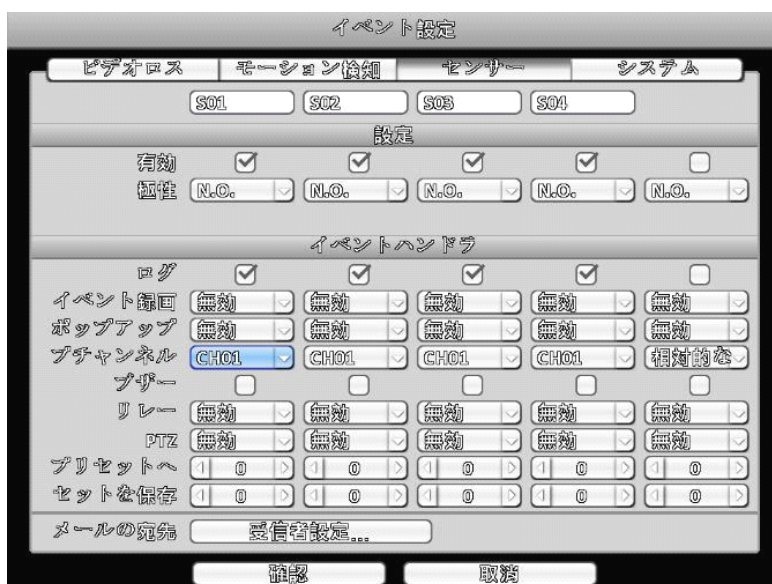 イベント設定
ビデオロス モーション検知 センサー システム
S01 S02 S03 S04
設定
有効
極性 N.O. N.O. N.O. N.O. N.O.
イベントハンドラ
ログ
イベント録画 無効 無効 無効 無効 無効
ポップアップ 無効 無効 無効 無効 無効
プチャンネル CH01 CH01 CH01 CH01 相対的な
ブザー
リレー 無効 無効 無効 無効 無効
PTZ 無効 無効 無効 無効 無効
プリセットへ 0 0 0 0 0
セットを保存 0 0 0 0 0
メールの宛先 受信者設定...
確認 取消